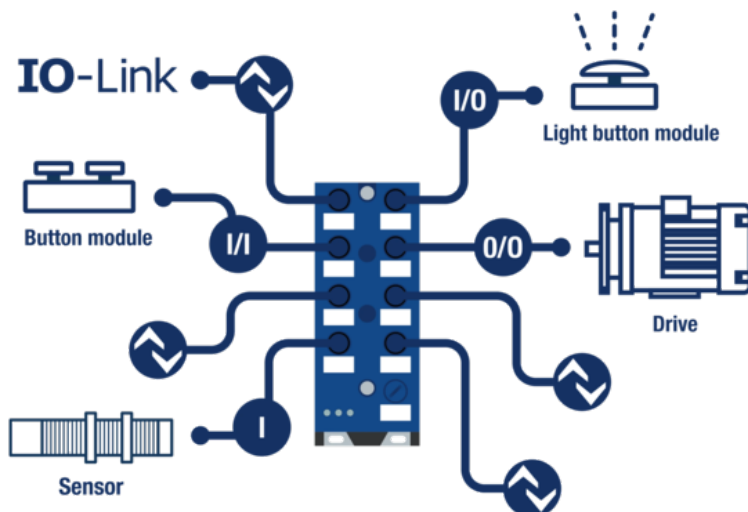 IO-Link
I/O
Light button module
Button module
I/I
O/O
Drive
I
Sensor